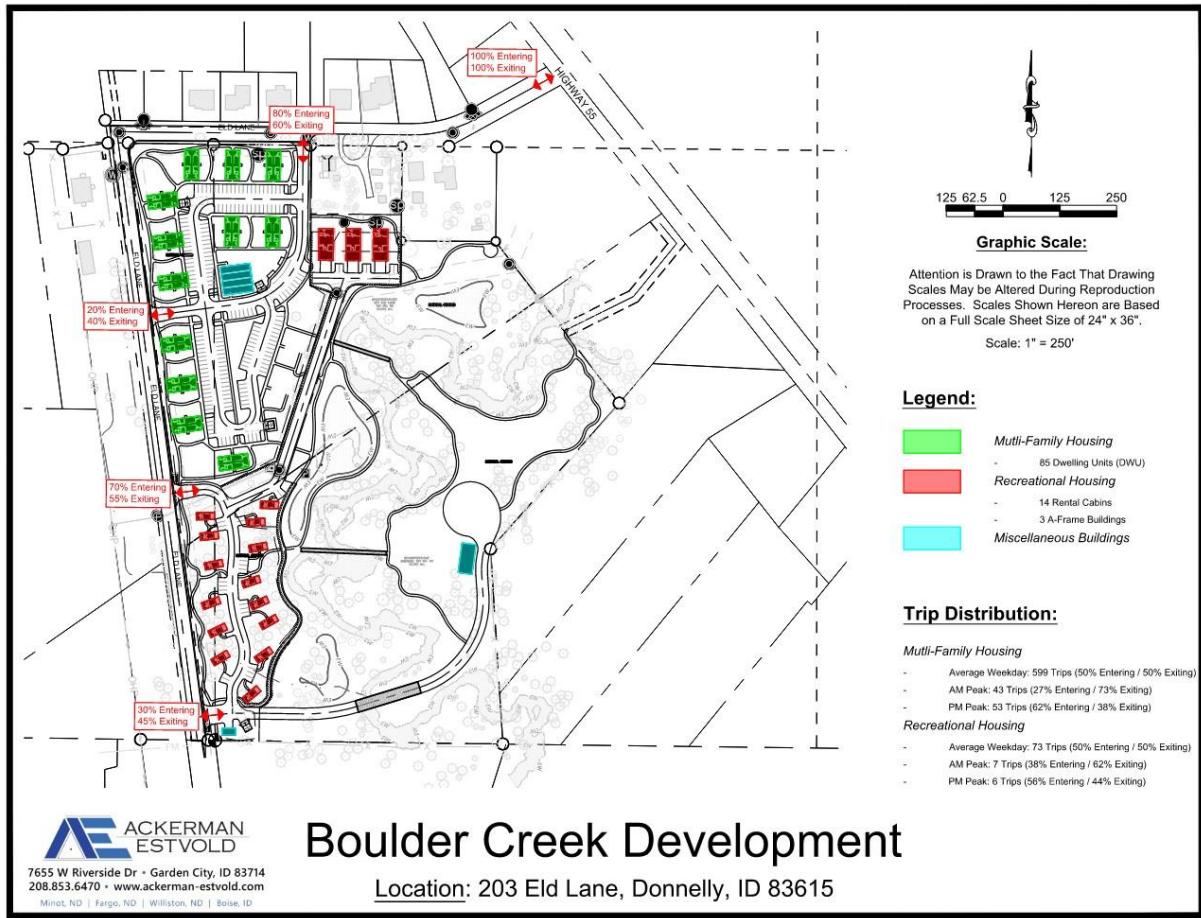 100% Entering
100% Exiting
HIGHWAY 55
80% Entering
60% Exiting
ELD LANE
ELD LANE
20% Entering
40% Exiting
ELD LANE
70% Entering
55% Exiting
ELD LANE
30% Entering
45% Exiting
125 62.5 0 125 250
Graphic Scale:
Attention is Drawn to the Fact That Drawing
Scales May be Altered During Reproduction
Processes. Scales Shown Hereon are Based
on a Full Scale Sheet Size of 24" x 36".
Scale: 1" = 250'
Legend:
Mutli-Family Housing
- 85 Dwelling Units (DWU)
Recreational Housing
- 14 Rental Cabins
- 3 A-Frame Buildings
Miscellaneous Buildings
Trip Distribution:
Mutli-Family Housing
- Average Weekday: 599 Trips (50% Entering / 50% Exiting)
- AM Peak: 43 Trips (27% Entering / 73% Exiting)
- PM Peak: 53 Trips (62% Entering / 38% Exiting)
Recreational Housing
- Average Weekday: 73 Trips (50% Entering / 50% Exiting)
- AM Peak: 7 Trips (38% Entering / 62% Exiting)
- PM Peak: 6 Trips (56% Entering / 44% Exiting)
AE ACKERMAN
ESTVOLD
7655 W Riverside Dr • Garden City, ID 83714
208.853.6470 • www.ackerman-estvold.com
Minot, ND | Fargo, ND | Williston, ND | Boise, ID
Boulder Creek Development
Location: 203 Eld Lane, Donnelly, ID 83615